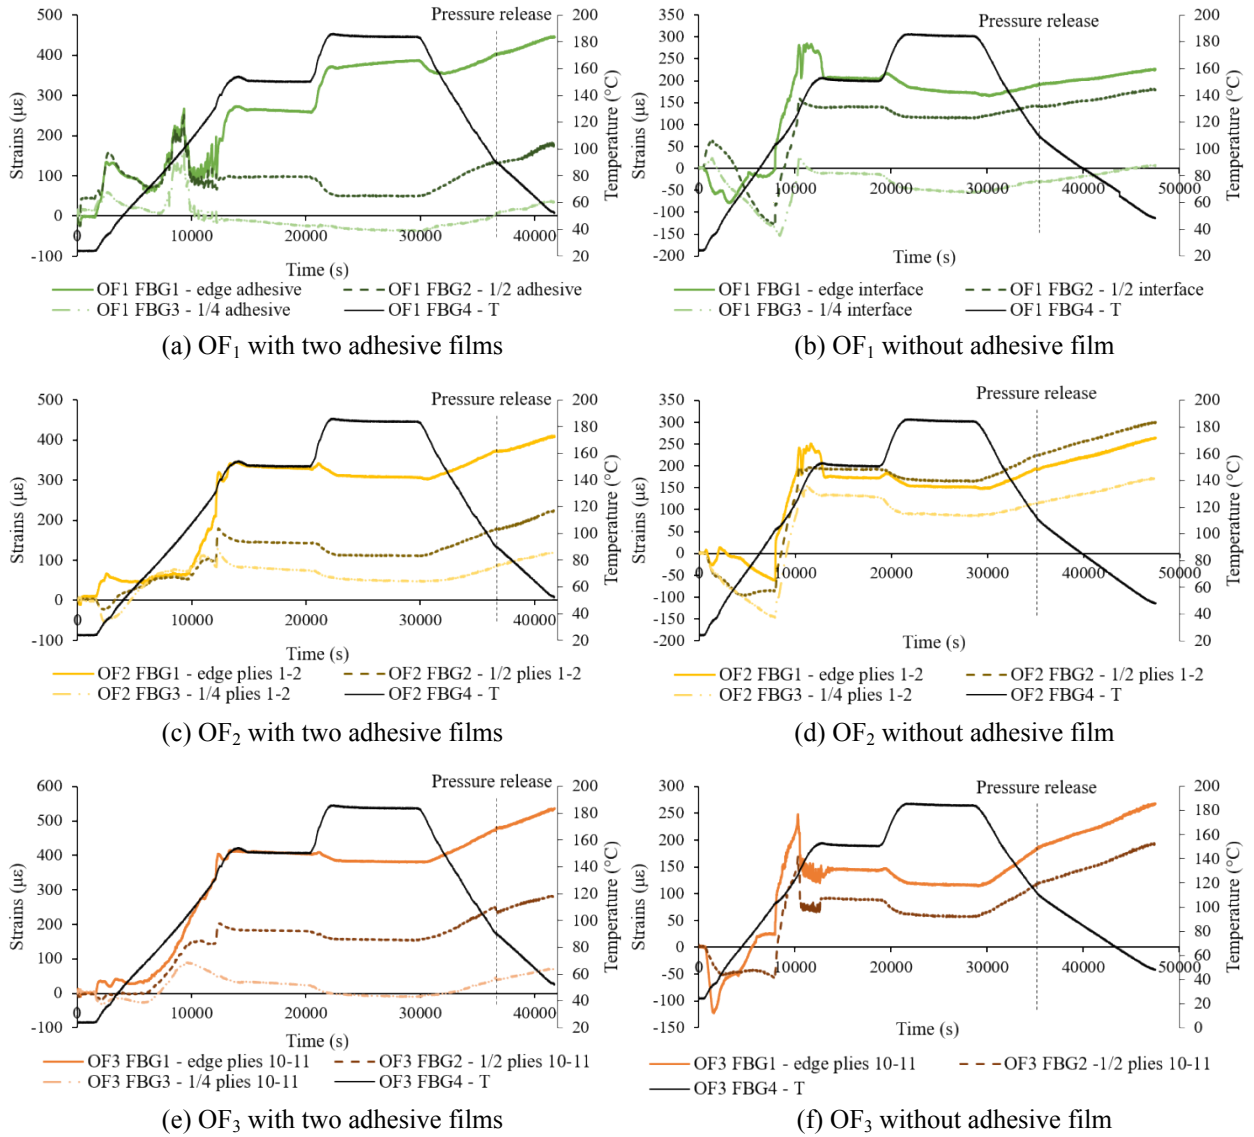 Pressure release
500
400
300
200
100
0
-100
Strains (με)
200
180
160
140
120
100
80
60
40
20
Temperature (°C)
0
10000
20000
30000
40000
Time (s)
OF1 FBG1 - edge adhesive
OF1 FBG2 - 1/2 adhesive
OF1 FBG3 - 1/4 adhesive
OF1 FBG4 - T
(a) OF₁ with two adhesive films
Pressure release
350
300
250
200
150
100
50
0
-50
-100
-150
-200
Strains (με)
200
180
160
140
120
100
80
60
40
20
Temperature (°C)
0
10000
20000
30000
40000
50000
Time (s)
OF1 FBG1 - edge interface
OF1 FBG2 - 1/2 interface
OF1 FBG3 - 1/4 interface
OF1 FBG4 - T
(b) OF₁ without adhesive film
Pressure release
500
400
300
200
100
0
-100
Strains (με)
200
180
160
140
120
100
80
60
40
20
Temperature (°C)
0
10000
20000
30000
40000
Time (s)
OF2 FBG1 - edge plies 1-2
OF2 FBG2 - 1/2 plies 1-2
OF2 FBG3 - 1/4 plies 1-2
OF2 FBG4 - T
(c) OF₂ with two adhesive films
Pressure release
350
300
250
200
150
100
50
0
-50
-100
-150
-200
Strains (με)
200
180
160
140
120
100
80
60
40
20
Temperature (°C)
0
10000
20000
30000
40000
50000
Time (s)
OF2 FBG1 - edge plies 1-2
OF2 FBG2 - 1/2 plies 1-2
OF2 FBG3 - 1/4 plies 1-2
OF2 FBG4 - T
(d) OF₂ without adhesive film
Pressure release
600
500
400
300
200
100
0
-100
Strains (με)
200
180
160
140
120
100
80
60
40
20
0
Temperature (°C)
0
10000
20000
30000
40000
Time (s)
OF3 FBG1 - edge plies 10-11
OF3 FBG2 - 1/2 plies 10-11
OF3 FBG3 - 1/4 plies 10-11
OF3 FBG4 - T
(e) OF₃ with two adhesive films
Pressure release
300
250
200
150
100
50
0
-50
-100
-150
Strains (με)
200
180
160
140
120
100
80
60
40
20
0
Temperature (°C)
0
10000
20000
30000
40000
50000
Time (s)
OF3 FBG1 - edge plies 10-11
OF3 FBG2 -1/2 plies 10-11
OF3 FBG4 - T
(f) OF₃ without adhesive film